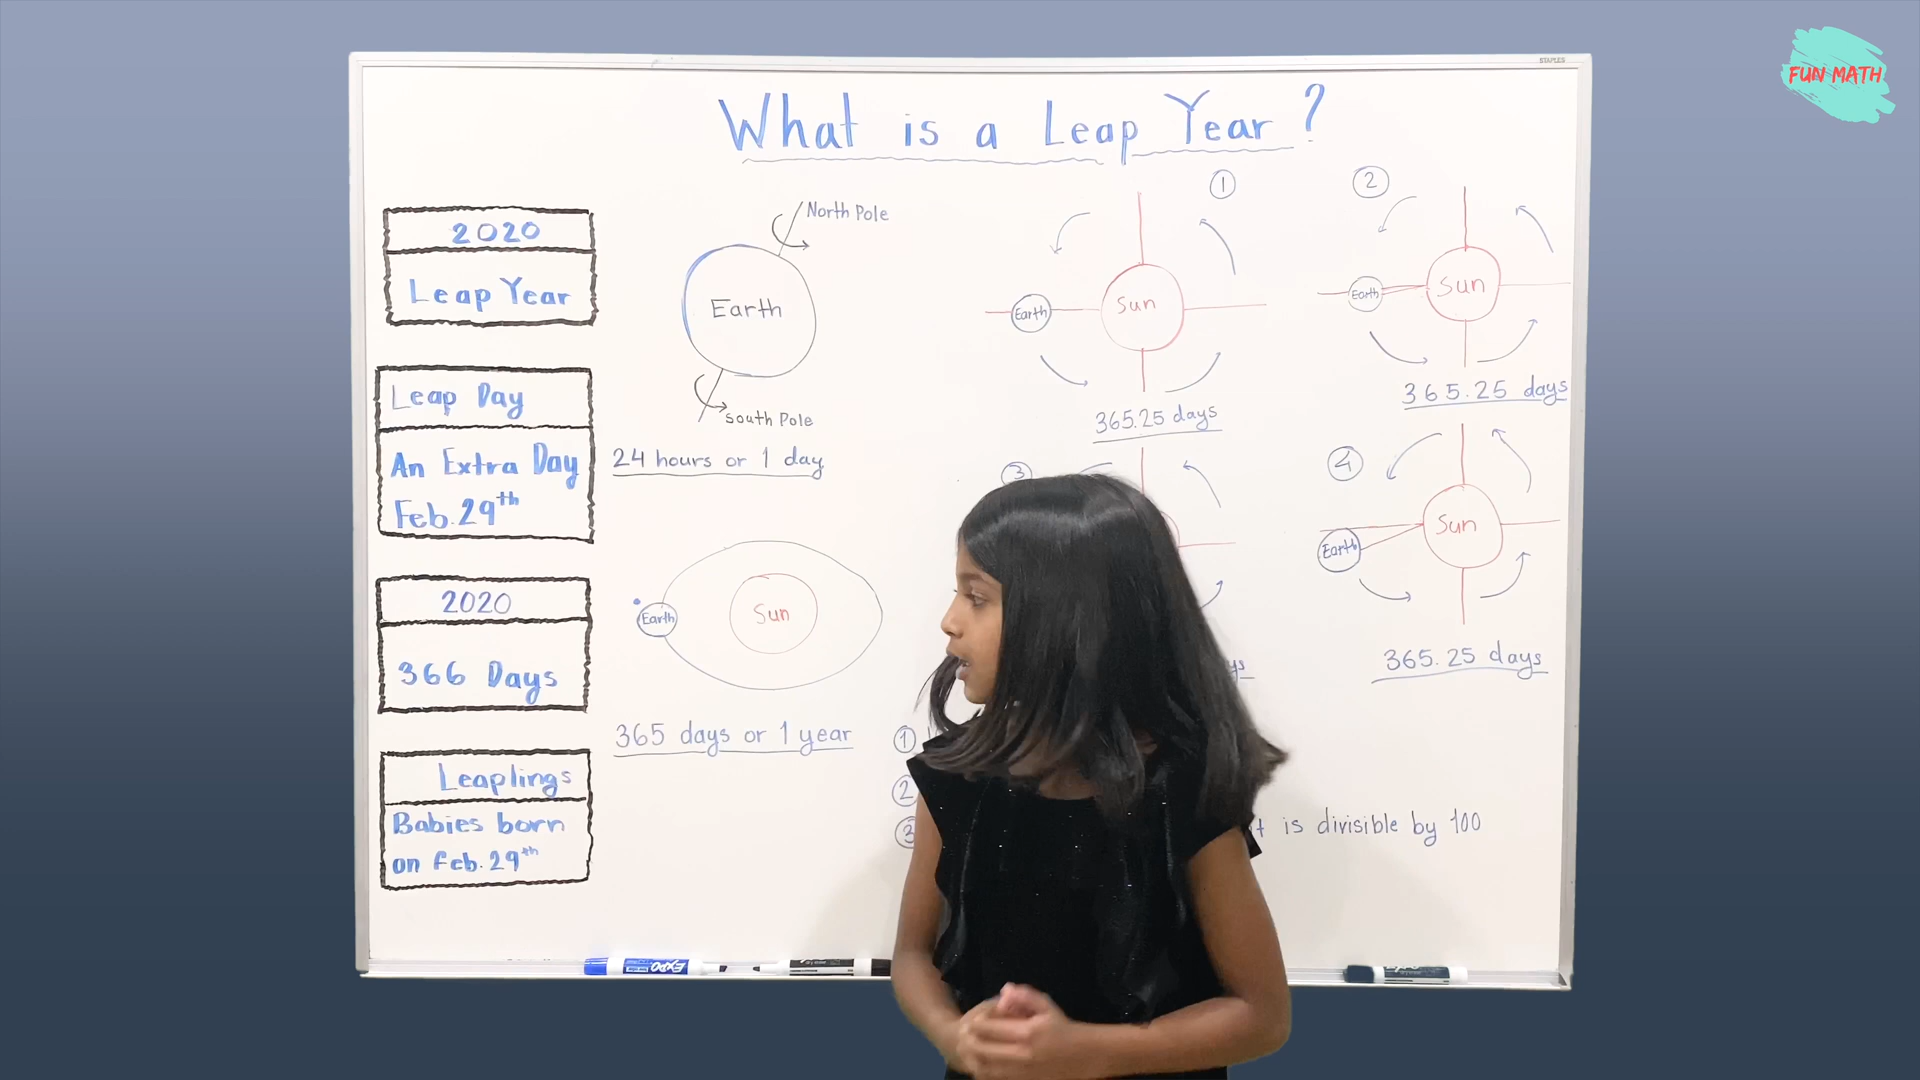 FUN MATH
STAPLES
What is a Leap Year ?
2020
Leap Year
Leap Day
An Extra Day
Feb. 29th
2020
366 Days
Leaplings
Babies born
on feb. 29th
North Pole
Earth
South Pole
24 hours or 1 day
Earth
Sun
365 days or 1 year
1
Earth
Sun
365.25 days
2
Earth
Sun
365.25 days
3
4
Earth
Sun
365.25 days
1
2
3
is divisible by 100
EXPO